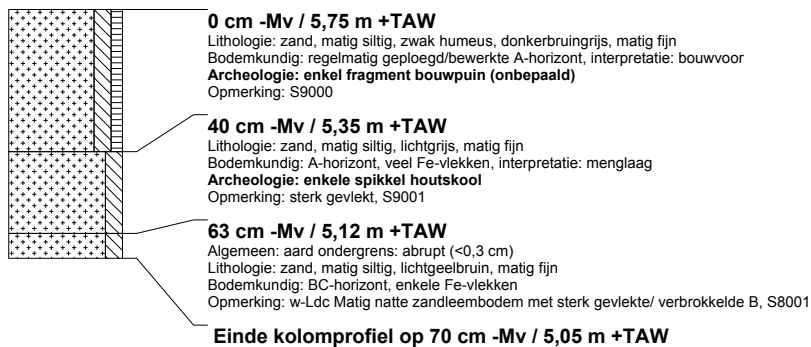 0 cm -Mv / 5,75 m +TAW
Lithologie: zand, matig siltig, zwak humeus, donkerbruingrijs, matig fijn
Bodemkundig: regelmatig geploegd/bewerkte A-horizont, interpretatie: bouwvoor
Archeologie: enkel fragment bouwpuin (onbepaald)
Opmerking: S9000
40 cm -Mv / 5,35 m +TAW
Lithologie: zand, matig siltig, lichtgrijs, matig fijn
Bodemkundig: A-horizont, veel Fe-vlekken, interpretatie: menglaag
Archeologie: enkele spikkel houtskool
Opmerking: sterk gevlekt, S9001
63 cm -Mv / 5,12 m +TAW
Algemeen: aard ondergrens: abrupt (<0,3 cm)
Lithologie: zand, matig siltig, lichtgeelbruin, matig fijn
Bodemkundig: BC-horizont, enkele Fe-vlekken
Opmerking: w-Ldc Matig natte zandleembodem met sterk gevlekte/ verbrokkelde B, S8001
Einde kolomprofiel op 70 cm -Mv / 5,05 m +TAW